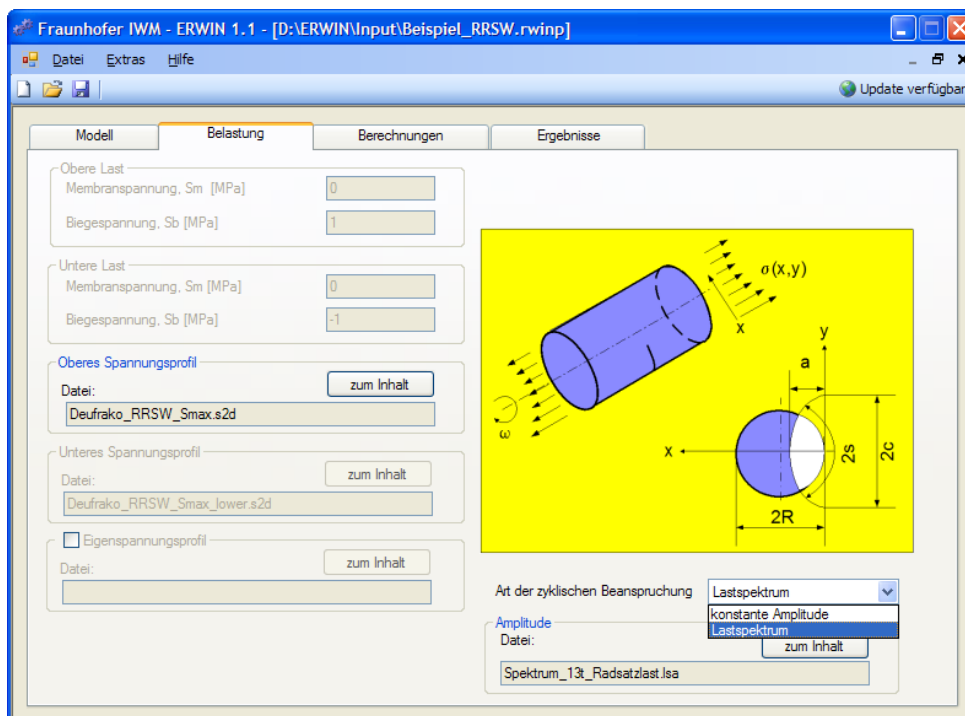 Fraunhofer IWM - ERWIN 1.1 - [D:\ERWIN\Input\Beispiel_RRSW.rwinp]
Datei Extras Hilfe
Update verfügbar
Modell Belastung Berechnungen Ergebnisse
Obere Last
Membranspannung, Sm [MPa] 0
Biegespannung, Sb [MPa] 1
Untere Last
Membranspannung, Sm [MPa] 0
Biegespannung, Sb [MPa] -1
Oberes Spannungsprofil
Datei: zum Inhalt
Deufrako_RRSW_Smax.s2d
Unteres Spannungsprofil
Datei: zum Inhalt
Deufrako_RRSW_Smax_lower.s2d
Eigenspannungsprofil
Datei: zum Inhalt
σ(x,y)
x
y
a
ω
x
2s
2c
2R
Art der zyklischen Beanspruchung Lastspektrum
konstante Amplitude
Lastspektrum
Amplitude
Datei: zum Inhalt
Spektrum_13t_Radsatzlast.lsa